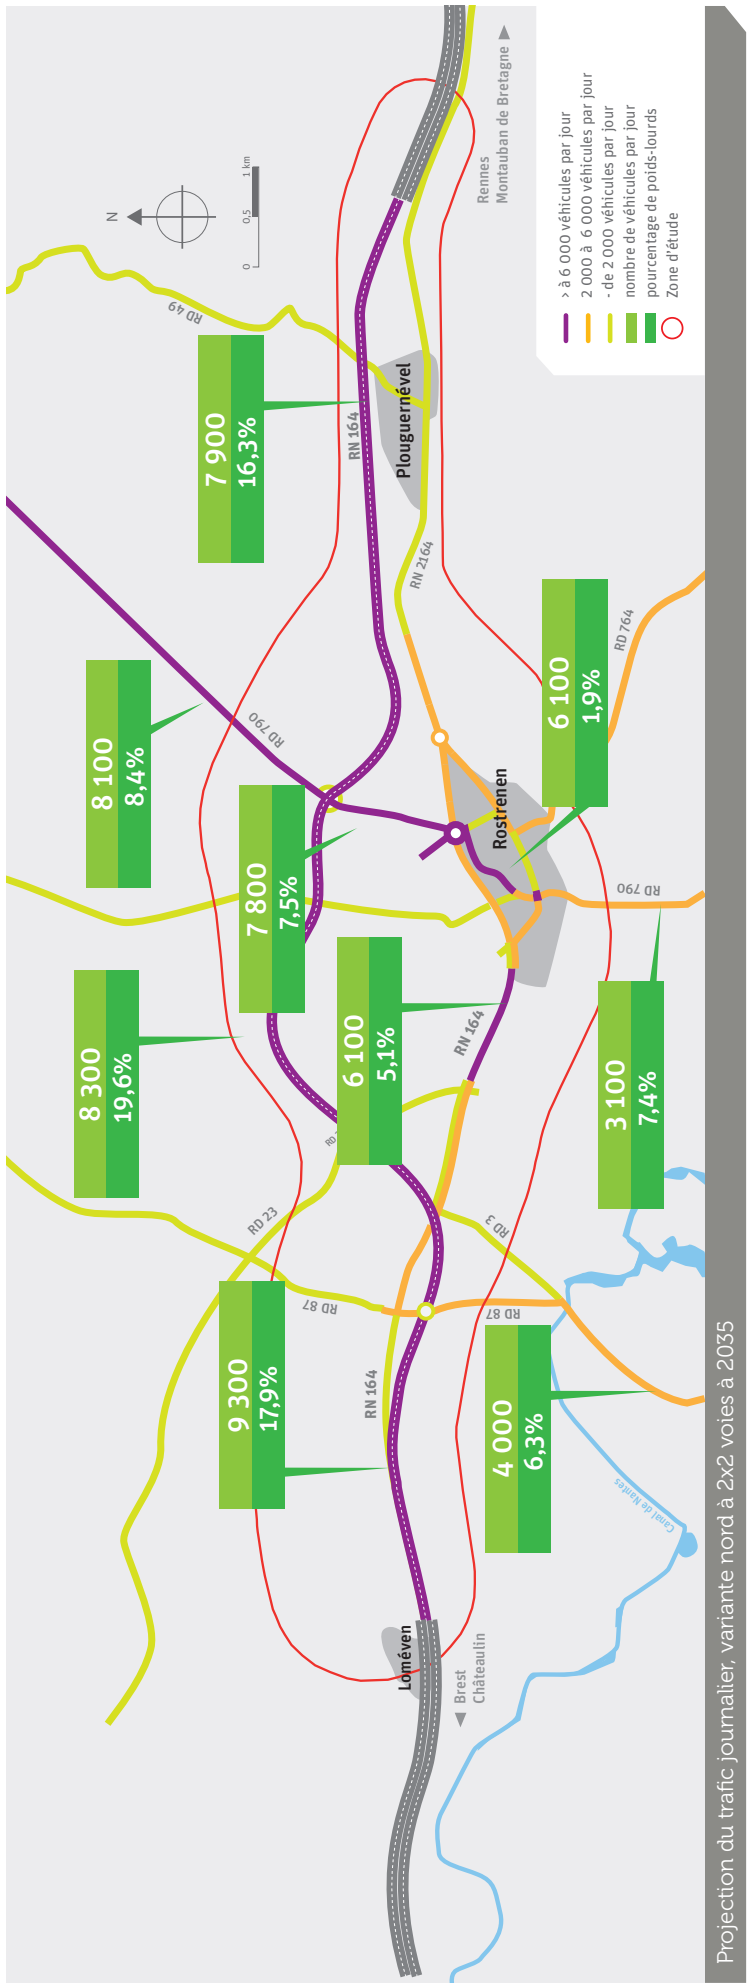 N
0 0,5 1 km
Rennes
Montauban de Bretagne
> à 6 000 véhicules par jour
2 000 à 6 000 véhicules par jour
- de 2 000 véhicules par jour
nombre de véhicules par jour
pourcentage de poids-lourds
Zone d'étude
RD 49
7 900
16,3%
RN 164
Plouguernével
RN 2164
8 100
8,4%
RD 790
6 100
1,9%
RD 764
7 800
7,5%
Rostrenen
RD 790
8 300
19,6%
6 100
5,1%
RN 164
3 100
7,4%
RD
RD 23
RD 3
RD 87
RD 87
9 300
17,9%
RN 164
4 000
6,3%
Canal de Nantes
Loméven
Brest
Châteaulin
Projection du trafic journalier, variante nord à 2x2 voies à 2035